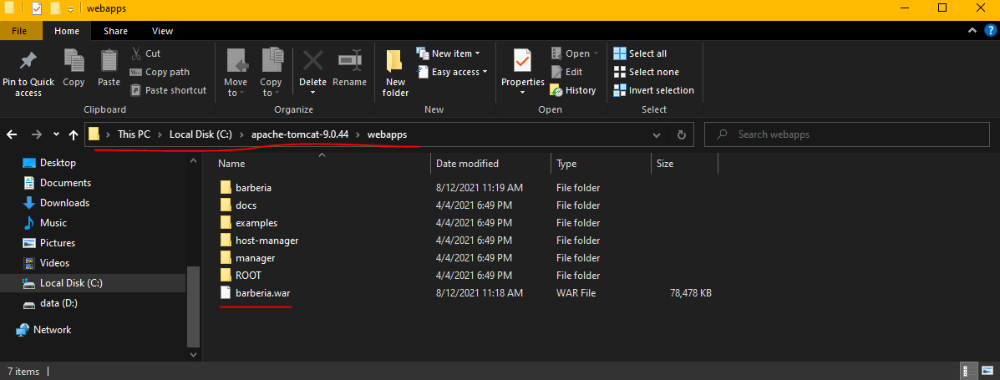 webapps
File Home Share View
Pin to Quick access
Copy
Paste
Cut
Copy path
Paste shortcut
Clipboard
Move to
Copy to
Delete
Rename
Organize
New folder
New item
Easy access
New
Properties
Open
Edit
History
Open
Select all
Select none
Invert selection
Select
This PC > Local Disk (C:) > apache-tomcat-9.0.44 > webapps
Search webapps
Desktop
Documents
Downloads
Music
Pictures
Videos
Local Disk (C:)
data (D:)
Network
Name Date modified Type Size
barberia 8/12/2021 11:19 AM File folder
docs 4/4/2021 6:49 PM File folder
examples 4/4/2021 6:49 PM File folder
host-manager 4/4/2021 6:49 PM File folder
manager 4/4/2021 6:49 PM File folder
ROOT 4/4/2021 6:49 PM File folder
barberia.war 8/12/2021 11:18 AM WAR File 78,478 KB
7 items